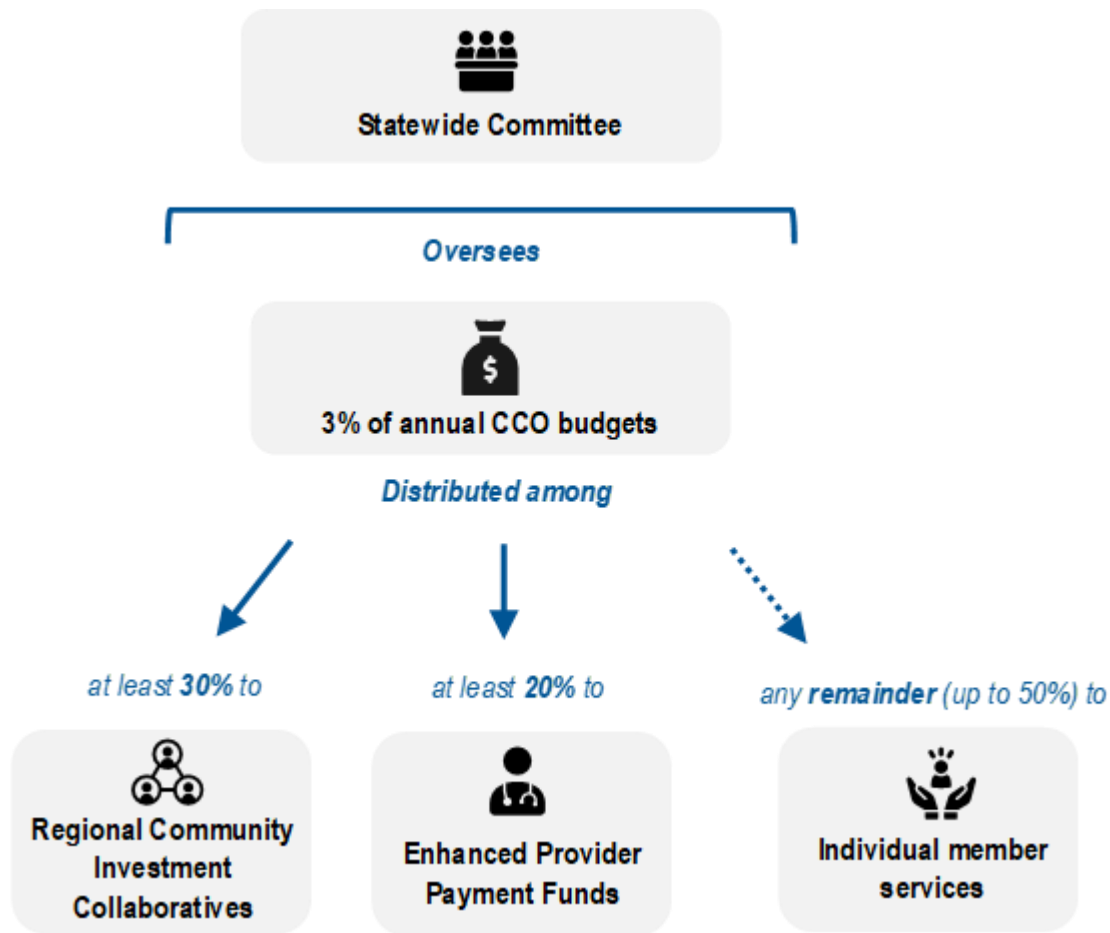 Statewide Committee
Oversees
$
3% of annual CCO budgets
Distributed among
at least 30% to
at least 20% to
any remainder (up to 50%) to
Regional Community
Investment
Collaboratives
Enhanced Provider
Payment Funds
Individual member
services